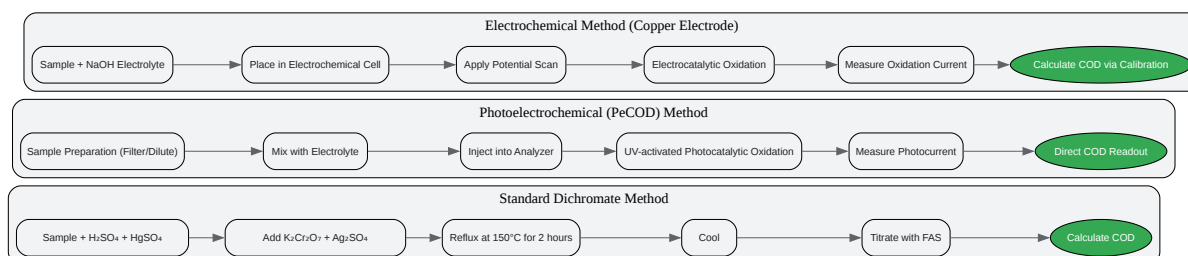 Electrochemical Method (Copper Electrode)
Sample + NaOH Electrolyte
Place in Electrochemical Cell
Apply Potential Scan
Electrocatalytic Oxidation
Measure Oxidation Current
Calculate COD via Calibration
Photoelectrochemical (PeCOD) Method
Sample Preparation (Filter/Dilute)
Mix with Electrolyte
Inject into Analyzer
UV-activated Photocatalytic Oxidation
Measure Photocurrent
Direct COD Readout
Standard Dichromate Method
Sample + H₂SO₄ + HgSO₄
Add K₂Cr₂O₇ + Ag₂SO₄
Reflux at 150°C for 2 hours
Cool
Titrate with FAS
Calculate COD